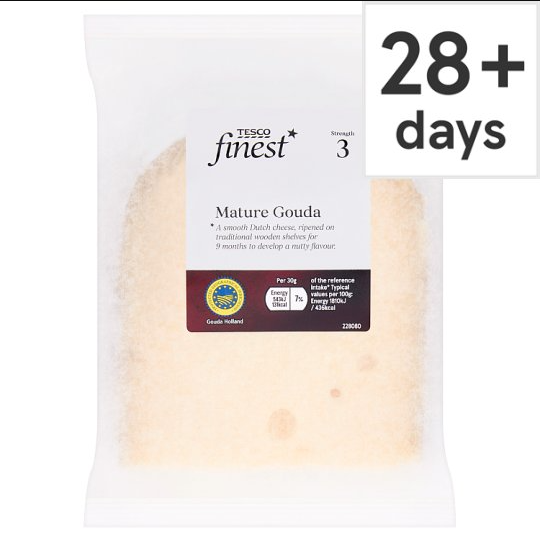 28+
days
TESCO
finest*
Strength
3
Mature Gouda
* A smooth Dutch cheese, ripened on
traditional wooden shelves for
9 months to develop a nutty flavour.
Gouda Holland
Per 30g
Energy
543kJ
131kcal
7%
of the reference
intake* Typical
values per 100g:
Energy 1810kJ
/ 436kcal
228080